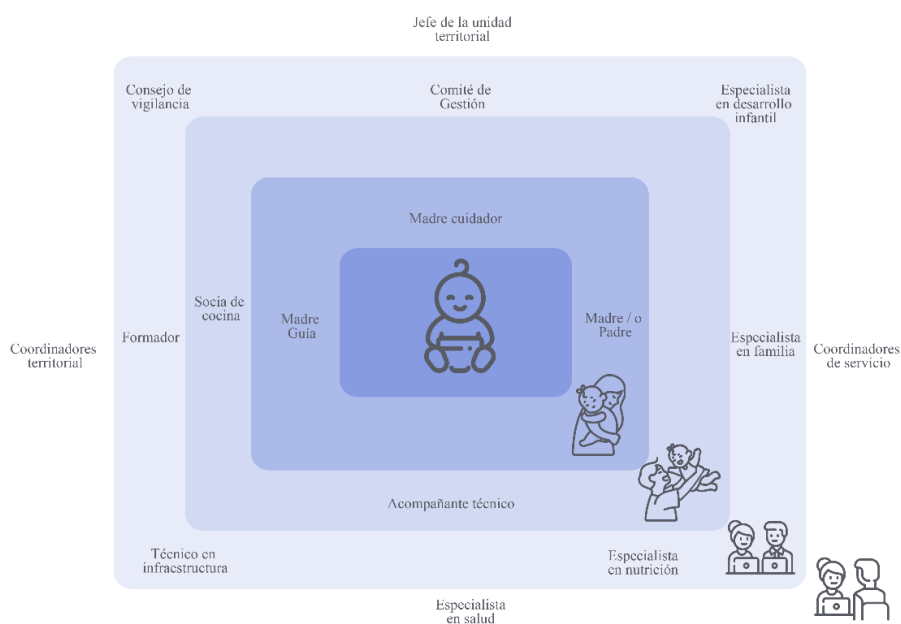 Jefe de la unidad
territorial
Consejo de
vigilancia
Comité de
Gestión
Especialista
en desarrollo
infantil
Madre cuidador
Socia de
cocina
Madre
Guía
Madre / o
Padre
Formador
Especialista
en familia
Coordinadores
territorial
Coordinadores
de servicio
Acompañante técnico
Técnico en
infraestructura
Especialista
en nutrición
Especialista
en salud